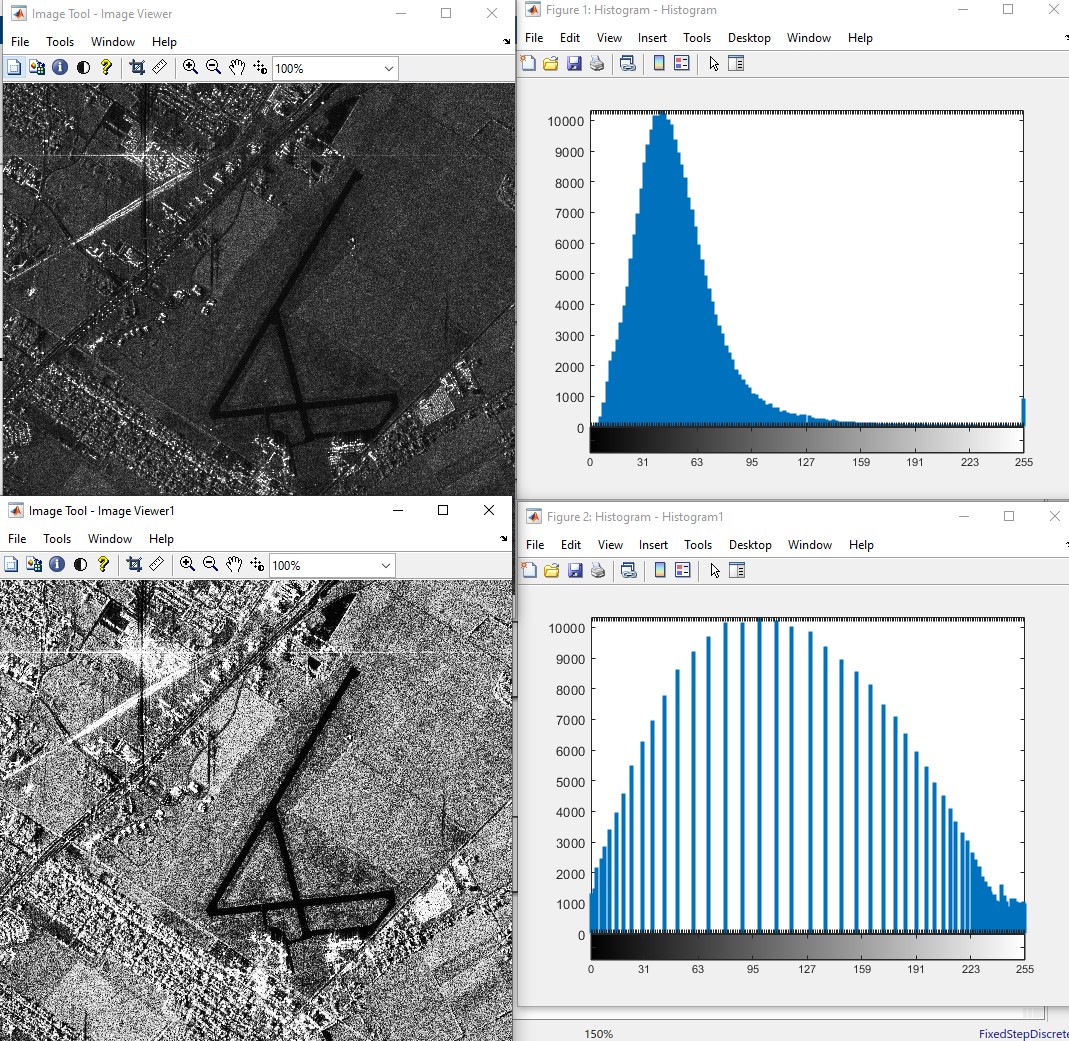 Image Tool - Image Viewer
File Tools Window Help
100%
Figure 1: Histogram - Histogram
File Edit View Insert Tools Desktop Window Help
10000
9000
8000
7000
6000
5000
4000
3000
2000
1000
0
0 31 63 95 127 159 191 223 255
Image Tool - Image Viewer1
File Tools Window Help
100%
Figure 2: Histogram - Histogram1
File Edit View Insert Tools Desktop Window Help
10000
9000
8000
7000
6000
5000
4000
3000
2000
1000
0
0 31 63 95 127 159 191 223 255
150%
FixedStepDiscrete